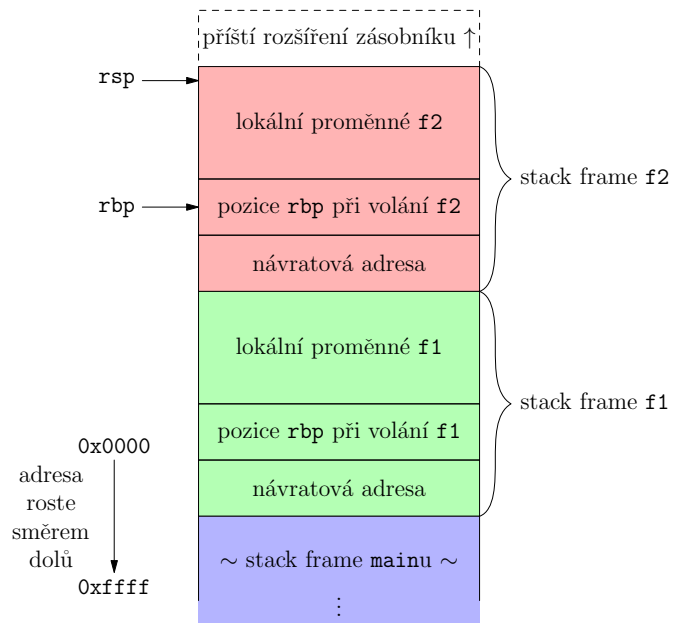 příští rozšíření zásobníku ↑
rsp
lokální proměnné f2
stack frame f2
rbp
pozice rbp při volání f2
návratová adresa
lokální proměnné f1
stack frame f1
pozice rbp při volání f1
0x0000
adresa
roste
směrem
dolů
0xffff
návratová adresa
∼ stack frame mainu ∼
⋮